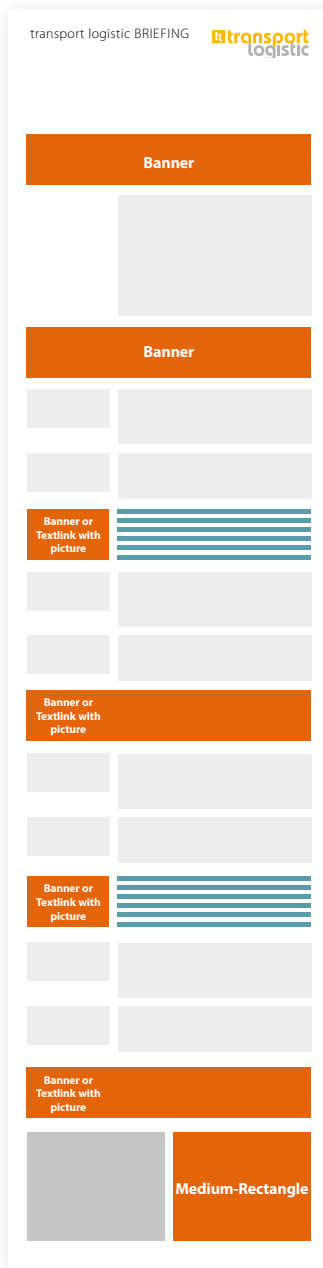 transport logistic BRIEFING
tl transport
logistic
Banner
Banner
Banner or
Textlink with
picture
Banner or
Textlink with
picture
Banner or
Textlink with
picture
Banner or
Textlink with
picture
Medium-Rectangle